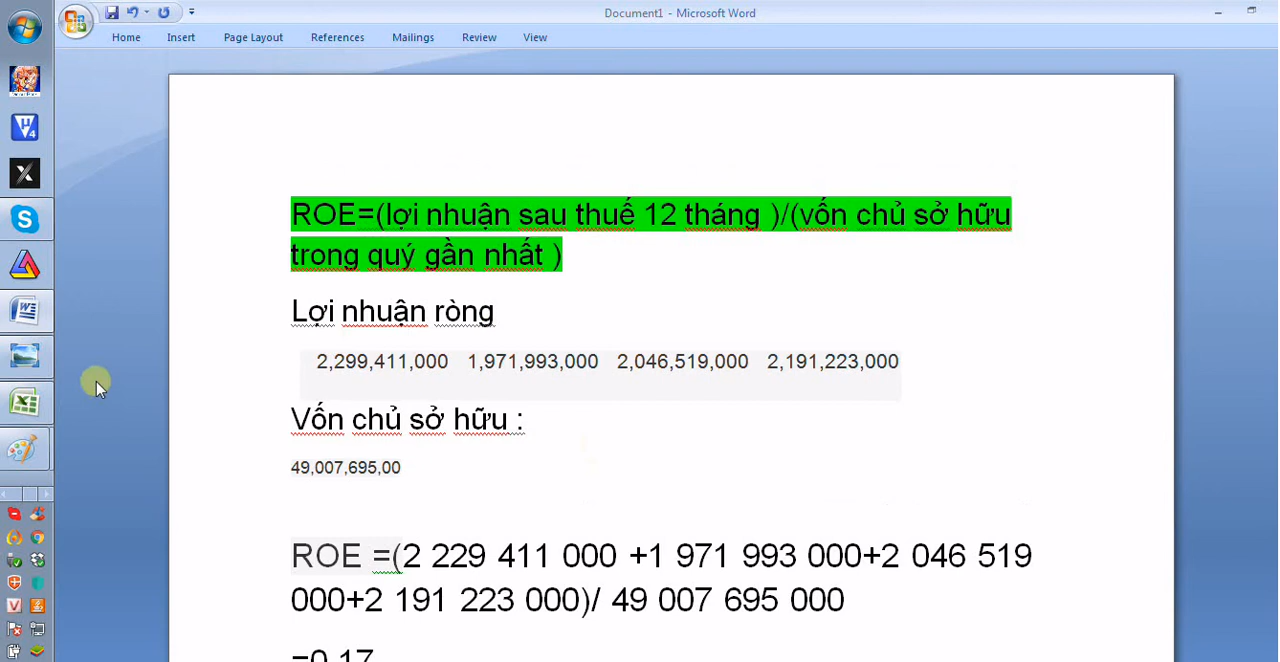 Document1 - Microsoft Word
Home Insert Page Layout References Mailings Review View
ROE=(lợi nhuận sau thuế 12 tháng )/(vốn chủ sở hữu
trong quý gần nhất )
Lợi nhuận ròng
2,299,411,000 1,971,993,000 2,046,519,000 2,191,223,000
Vốn chủ sở hữu :
49,007,695,00
ROE =(2 229 411 000 +1 971 993 000+2 046 519
000+2 191 223 000)/ 49 007 695 000
=0.17